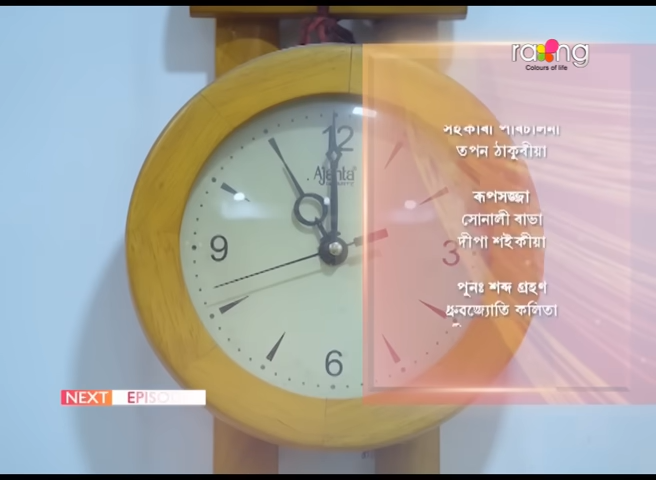 rang
Colours of life
12
Ajanta
QUARTZ
9
3
6
সহকাৰী পৰিচালনা
তপন ঠাকুৰীয়া
ৰূপসজ্জা
সোনালী ৰাভা
দীপা শইকীয়া
পুনঃ শব্দ গ্ৰহণ
ধ্ৰুবজ্যোতি কলিতা
NEXT EPISO